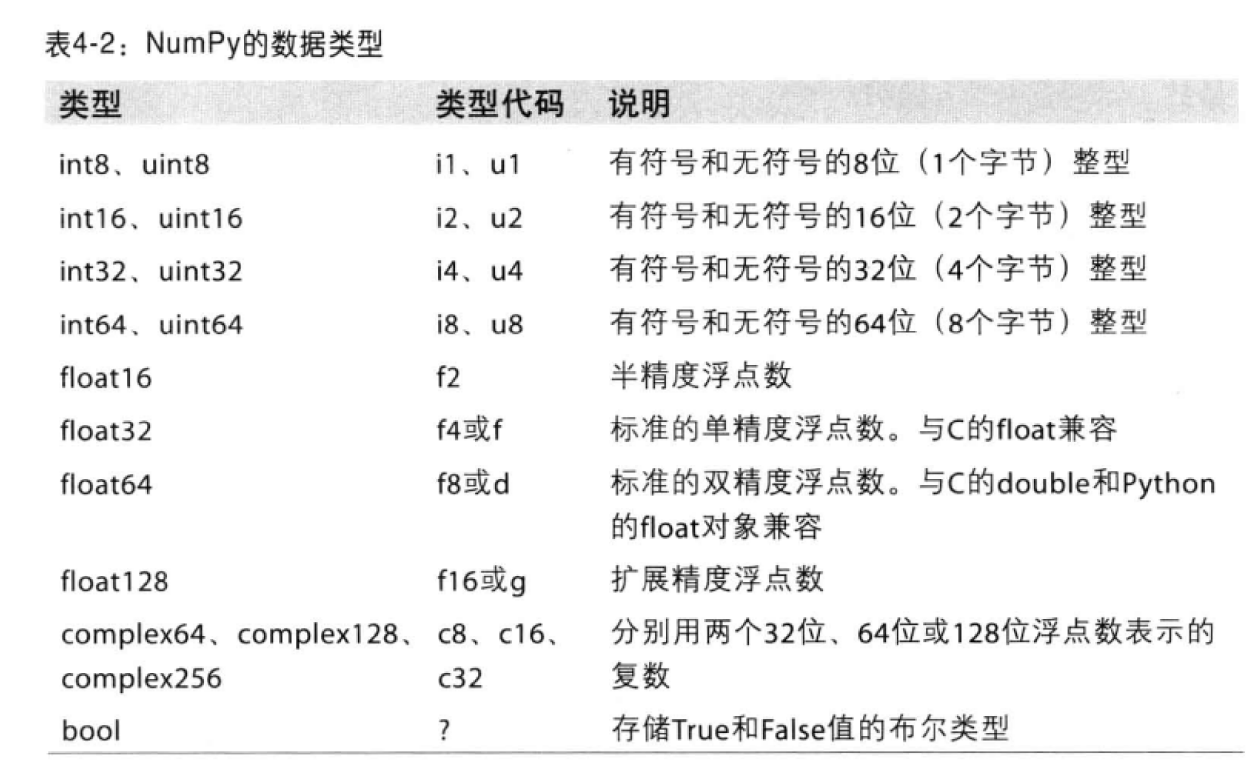 表4-2：NumPy的数据类型
类型 类型代码 说明
int8、uint8 i1、u1 有符号和无符号的8位（1个字节）整型
int16、uint16 i2、u2 有符号和无符号的16位（2个字节）整型
int32、uint32 i4、u4 有符号和无符号的32位（4个字节）整型
int64、uint64 i8、u8 有符号和无符号的64位（8个字节）整型
float16 f2 半精度浮点数
float32 f4或f 标准的单精度浮点数。与C的float兼容
float64 f8或d 标准的双精度浮点数。与C的double和Python
的float对象兼容
float128 f16或g 扩展精度浮点数
complex64、complex128、 c8、c16、 分别用两个32位、64位或128位浮点数表示的
complex256 c32 复数
bool ? 存储True和False值的布尔类型